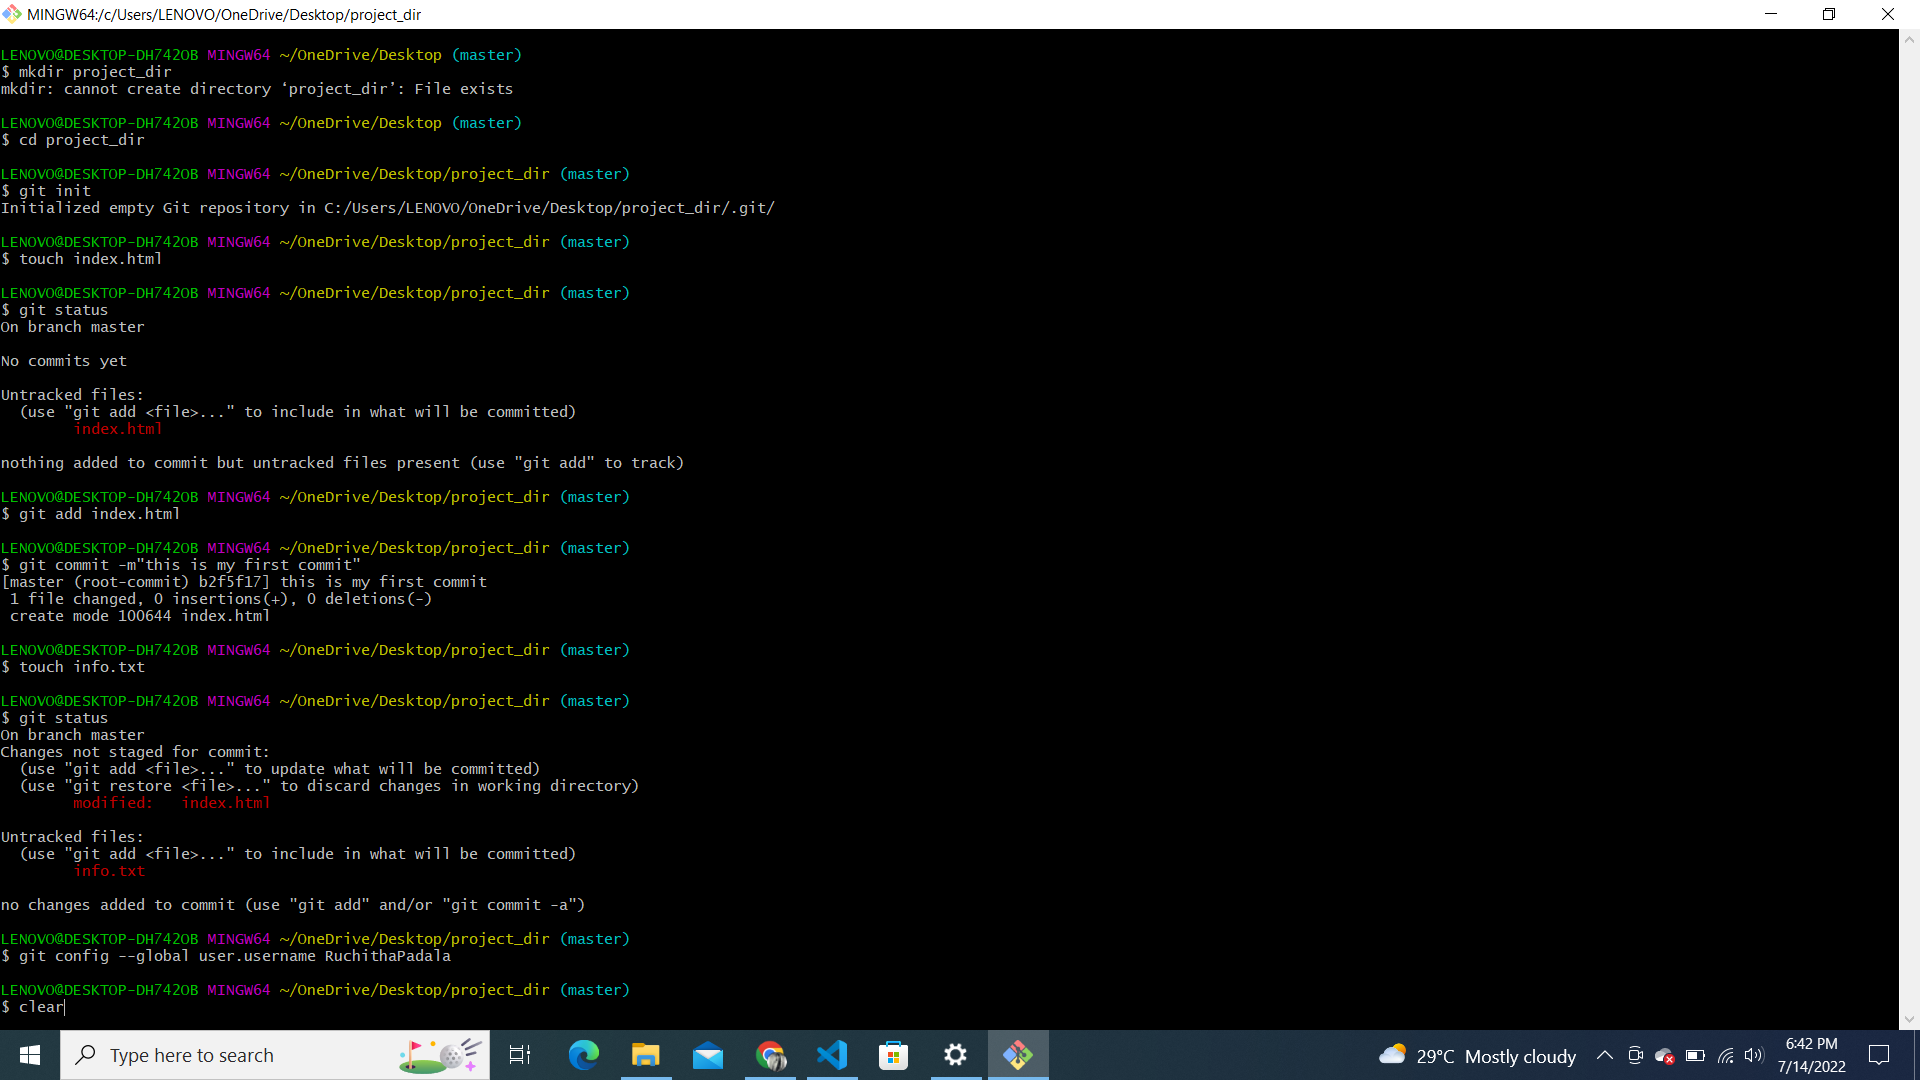 MINGW64:/c/Users/LENOVO/OneDrive/Desktop/project_dir
LENOVO@DESKTOP-DH742OB MINGW64 ~/OneDrive/Desktop (master)
$ mkdir project_dir
mkdir: cannot create directory ‘project_dir’: File exists
LENOVO@DESKTOP-DH742OB MINGW64 ~/OneDrive/Desktop (master)
$ cd project_dir
LENOVO@DESKTOP-DH742OB MINGW64 ~/OneDrive/Desktop/project_dir (master)
$ git init
Initialized empty Git repository in C:/Users/LENOVO/OneDrive/Desktop/project_dir/.git/
LENOVO@DESKTOP-DH742OB MINGW64 ~/OneDrive/Desktop/project_dir (master)
$ touch index.html
LENOVO@DESKTOP-DH742OB MINGW64 ~/OneDrive/Desktop/project_dir (master)
$ git status
On branch master
No commits yet
Untracked files:
  (use "git add <file>..." to include in what will be committed)
        index.html
nothing added to commit but untracked files present (use "git add" to track)
LENOVO@DESKTOP-DH742OB MINGW64 ~/OneDrive/Desktop/project_dir (master)
$ git add index.html
LENOVO@DESKTOP-DH742OB MINGW64 ~/OneDrive/Desktop/project_dir (master)
$ git commit -m"this is my first commit"
[master (root-commit) b2f5f17] this is my first commit
 1 file changed, 0 insertions(+), 0 deletions(-)
 create mode 100644 index.html
LENOVO@DESKTOP-DH742OB MINGW64 ~/OneDrive/Desktop/project_dir (master)
$ touch info.txt
LENOVO@DESKTOP-DH742OB MINGW64 ~/OneDrive/Desktop/project_dir (master)
$ git status
On branch master
Changes not staged for commit:
  (use "git add <file>..." to update what will be committed)
  (use "git restore <file>..." to discard changes in working directory)
        modified:   index.html
Untracked files:
  (use "git add <file>..." to include in what will be committed)
        info.txt
no changes added to commit (use "git add" and/or "git commit -a")
LENOVO@DESKTOP-DH742OB MINGW64 ~/OneDrive/Desktop/project_dir (master)
$ git config --global user.username RuchithaPadala
LENOVO@DESKTOP-DH742OB MINGW64 ~/OneDrive/Desktop/project_dir (master)
$ clear
Type here to search
29°C Mostly cloudy
6:42 PM
7/14/2022